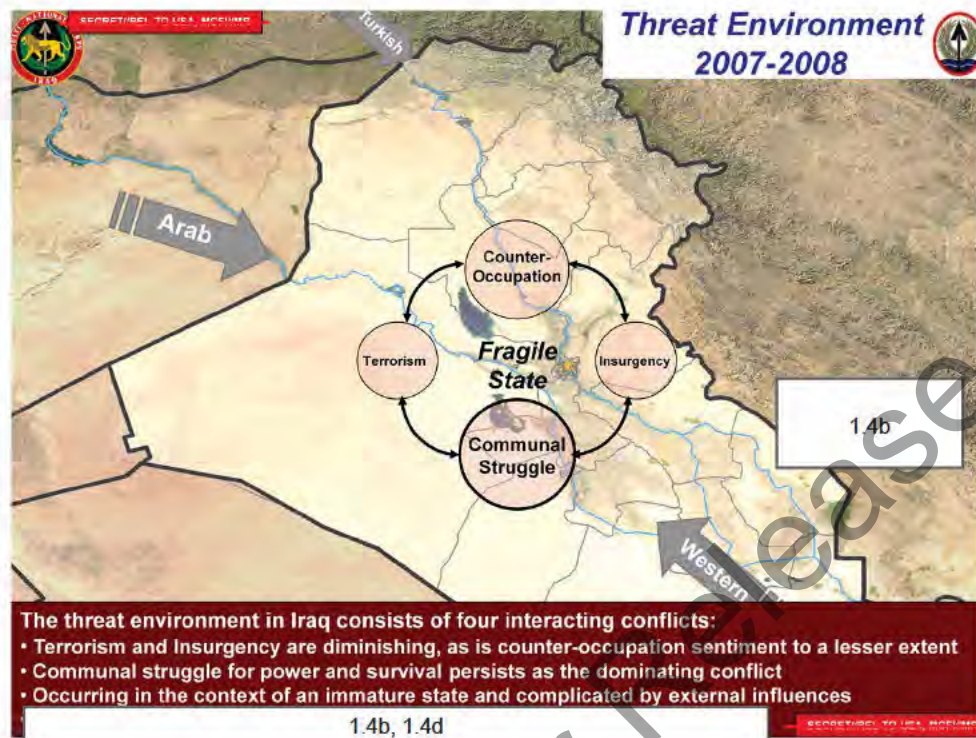 SECRET//REL TO USA, MCFI//MR
Threat Environment
2007-2008
IRAQ
Turkish
Arab
Counter-
Occupation
Terrorism
Fragile
State
Insurgency
1.4b
Communal
Struggle
Western
Release
The threat environment in Iraq consists of four interacting conflicts:
• Terrorism and Insurgency are diminishing, as is counter-occupation sentiment to a lesser extent
• Communal struggle for power and survival persists as the dominating conflict
• Occurring in the context of an immature state and complicated by external influences
1.4b, 1.4d